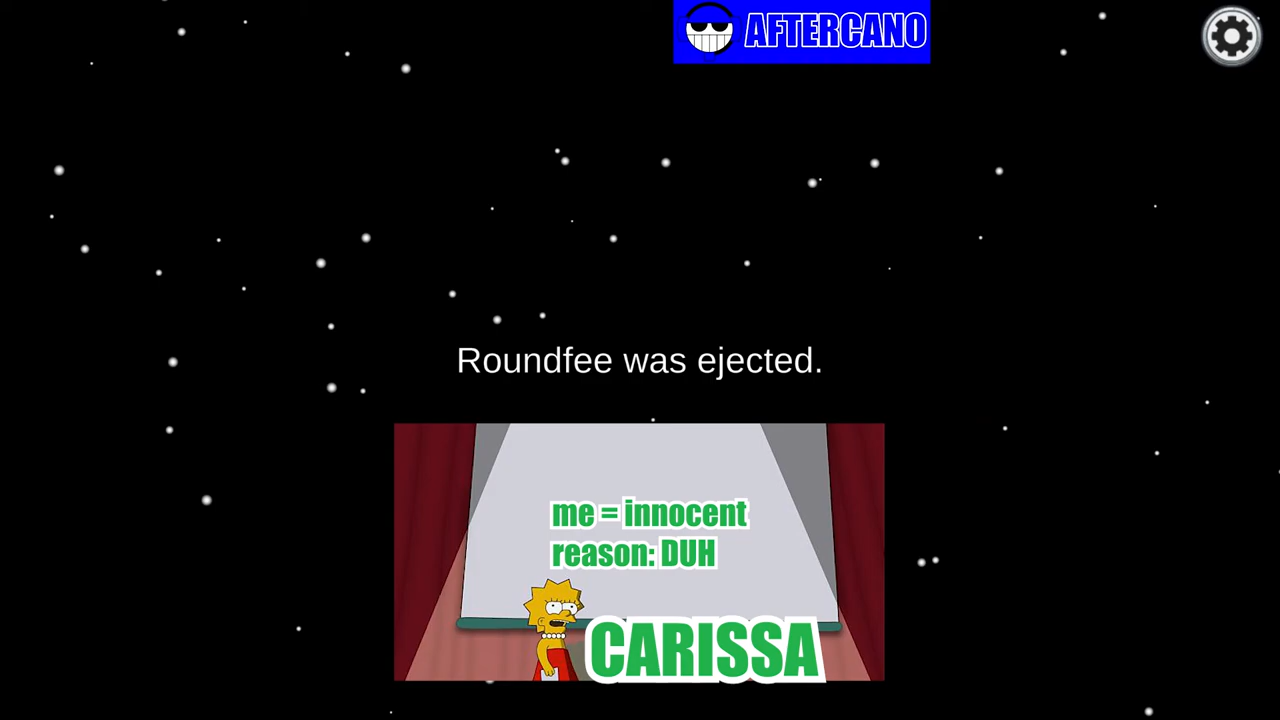 AFTERCANO
Roundfee was ejected.
me = innocent
reason: DUH
CARISSA